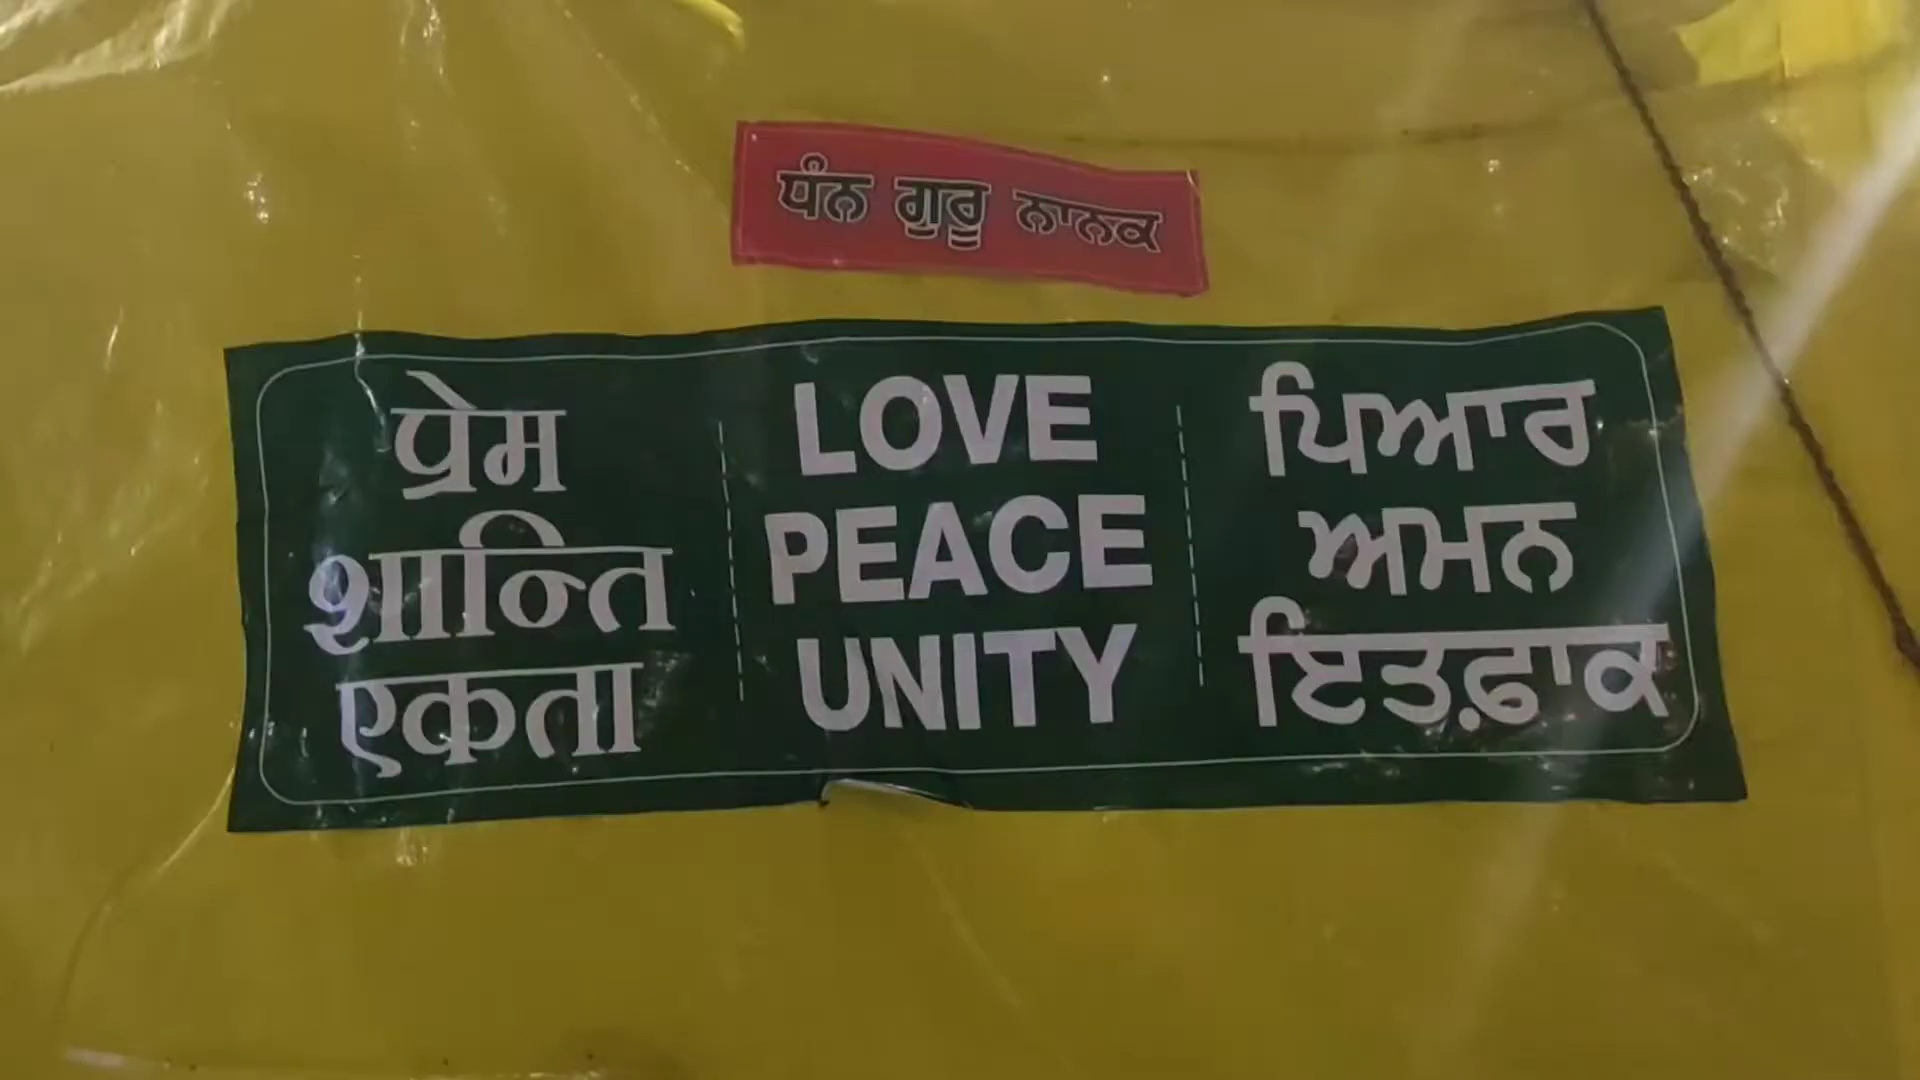 ਧੰਨ ਗੁਰੂ ਨਾਨਕ
प्रेम
शान्ति
एकता
LOVE
PEACE
UNITY
ਪਿਆਰ
ਅਮਨ
ਇਤਫ਼ਾਕ